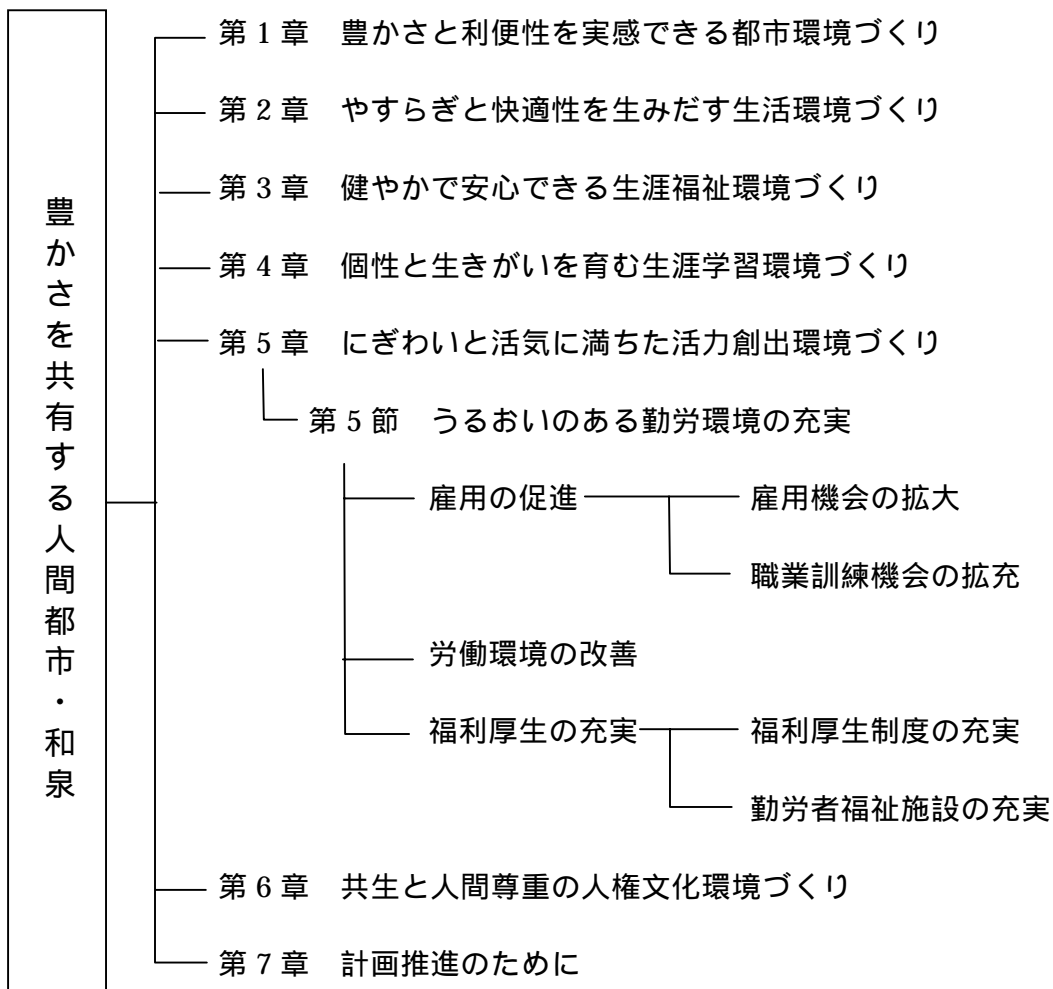 豊かさを共有する人間都市・和泉
第1章 豊かさと利便性を実感できる都市環境づくり
第2章 やすらぎと快適性を生みだす生活環境づくり
第3章 健やかで安心できる生涯福祉環境づくり
第4章 個性と生きがいを育む生涯学習環境づくり
第5章 にぎわいと活気に満ちた活力創出環境づくり
第5節 うるおいのある勤労環境の充実
雇用の促進
雇用機会の拡大
職業訓練機会の拡充
労働環境の改善
福利厚生の充実
福利厚生制度の充実
勤労者福祉施設の充実
第6章 共生と人間尊重の人権文化環境づくり
第7章 計画推進のために